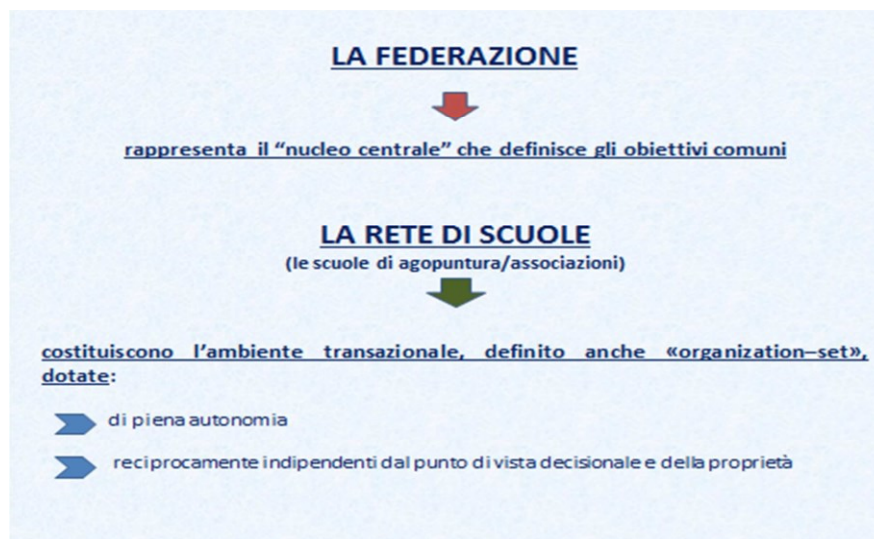 LA FEDERAZIONE
rappresenta il “nucleo centrale” che definisce gli obiettivi comuni
LA RETE DI SCUOLE
(le scuole di agopuntura/associazioni)
costituiscono l’ambiente transazionale, definito anche «organization–set»,
dotate:
di piena autonomia
reciprocamente indipendenti dal punto di vista decisionale e della proprietà